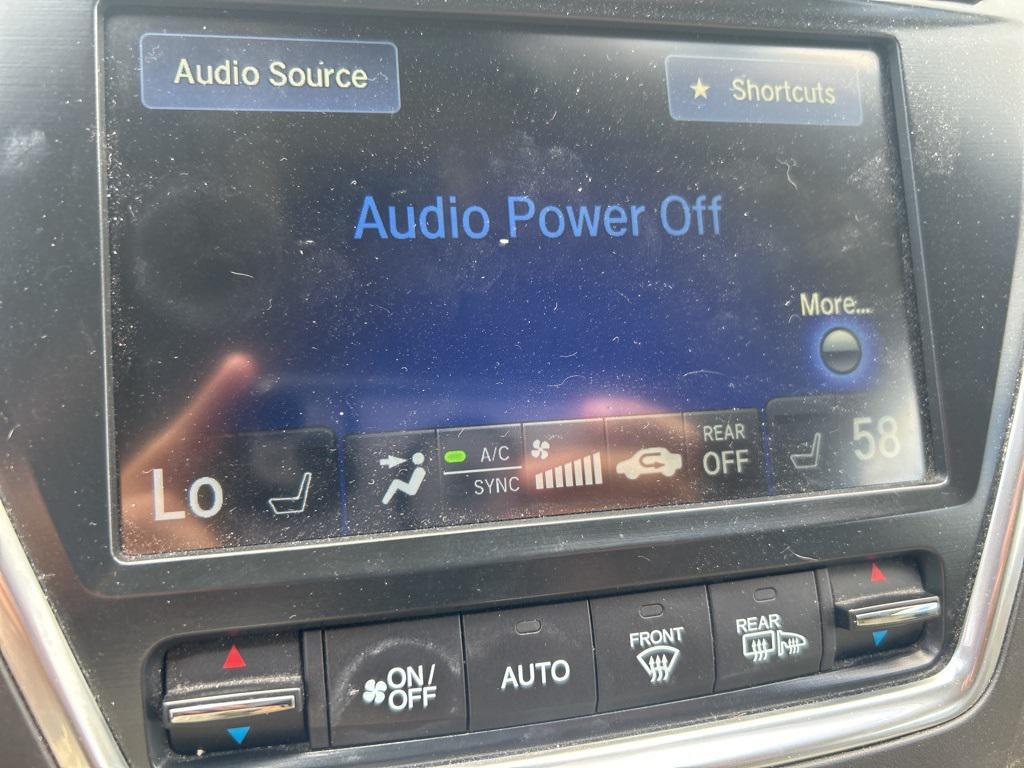 Audio Source
★ Shortcuts
Audio Power Off
More...
Lo
A/C
SYNC
REAR
OFF
58
ON/
OFF
AUTO
FRONT
REAR